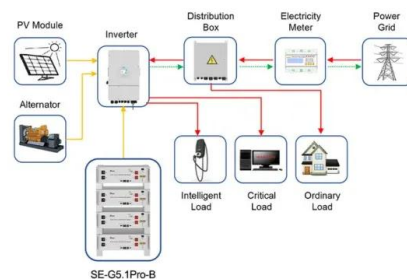 PV Module
Inverter
Distribution
Box
Electricity
Meter
Power
Grid
Alternator
Intelligent
Load
Critical
Load
Ordinary
Load
SE-G5.1Pro-B